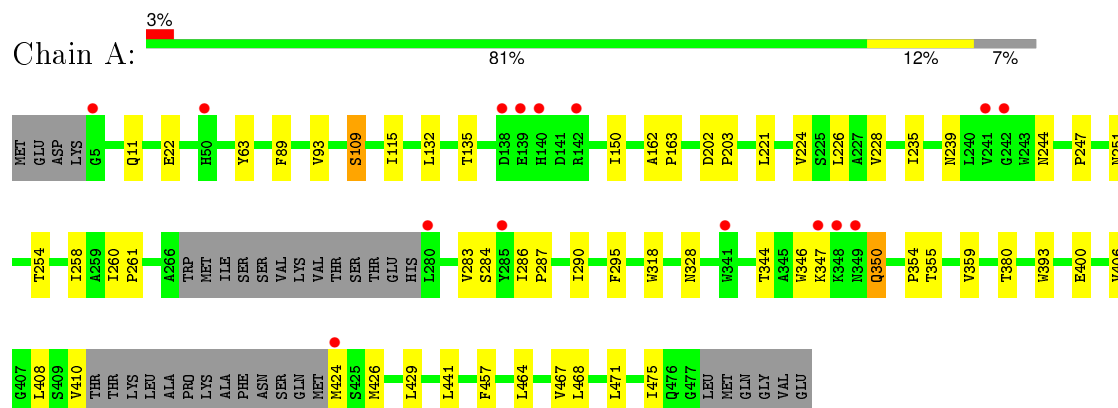 3%
Chain A:
81% 12% 7%
MET GLU ASP LYS G5 Q11 E22 H50 Y63 F89 V93 S109 I115 L132 T135 D138 E139 H140 D141 R142 I150 A162 P163 D202 P203 L221 V224 S225 L226 A227 V228 I235 N239 L240 V241 G242 W243 N244 P247 N251
T254 I258 A259 I260 P261 A266 TRP MET ILE SER SER VAL LYS VAL THR SER THR GLU HIS L280 V283 S284 Y285 I286 P287 I290 F295 W318 N328 W341 T344 A345 W346 K347 K348 N349 Q350 P354 T355 V359 T380 W393 E400
G407 L408 S409 V410 THR THR LYS LEU ALA PRO LYS ALA PHE ASN SER GLN MET M424 S425 M426 L429 L441 F457 L464 V467 L468 L471 I475 Q476 G477 LEU MET GLN GLY VAL GLU